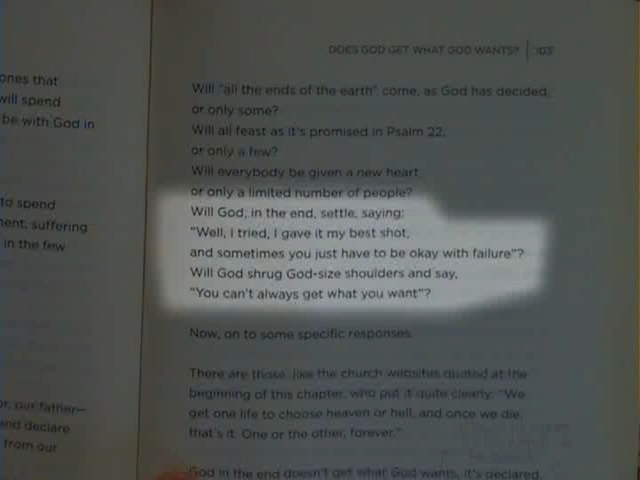 ones that
will spend
be with God in
to spend
ment, suffering
in the few
or, our father—
and declare
from our
DOES GOD GET WHAT GOD WANTS? | 103
Will "all the ends of the earth" come, as God has decided,
or only some?
Will all feast as it's promised in Psalm 22,
or only a few?
Will everybody be given a new heart,
or only a limited number of people?
Will God, in the end, settle, saying:
"Well, I tried, I gave it my best shot,
and sometimes you just have to be okay with failure"?
Will God shrug God-size shoulders and say,
"You can't always get what you want"?
Now, on to some specific responses.
There are those, like the church websites quoted at the
beginning of this chapter, who put it quite clearly: "We
get one life to choose heaven or hell, and once we die,
that's it. One or the other, forever."
God in the end doesn't get what God wants, it's declared,